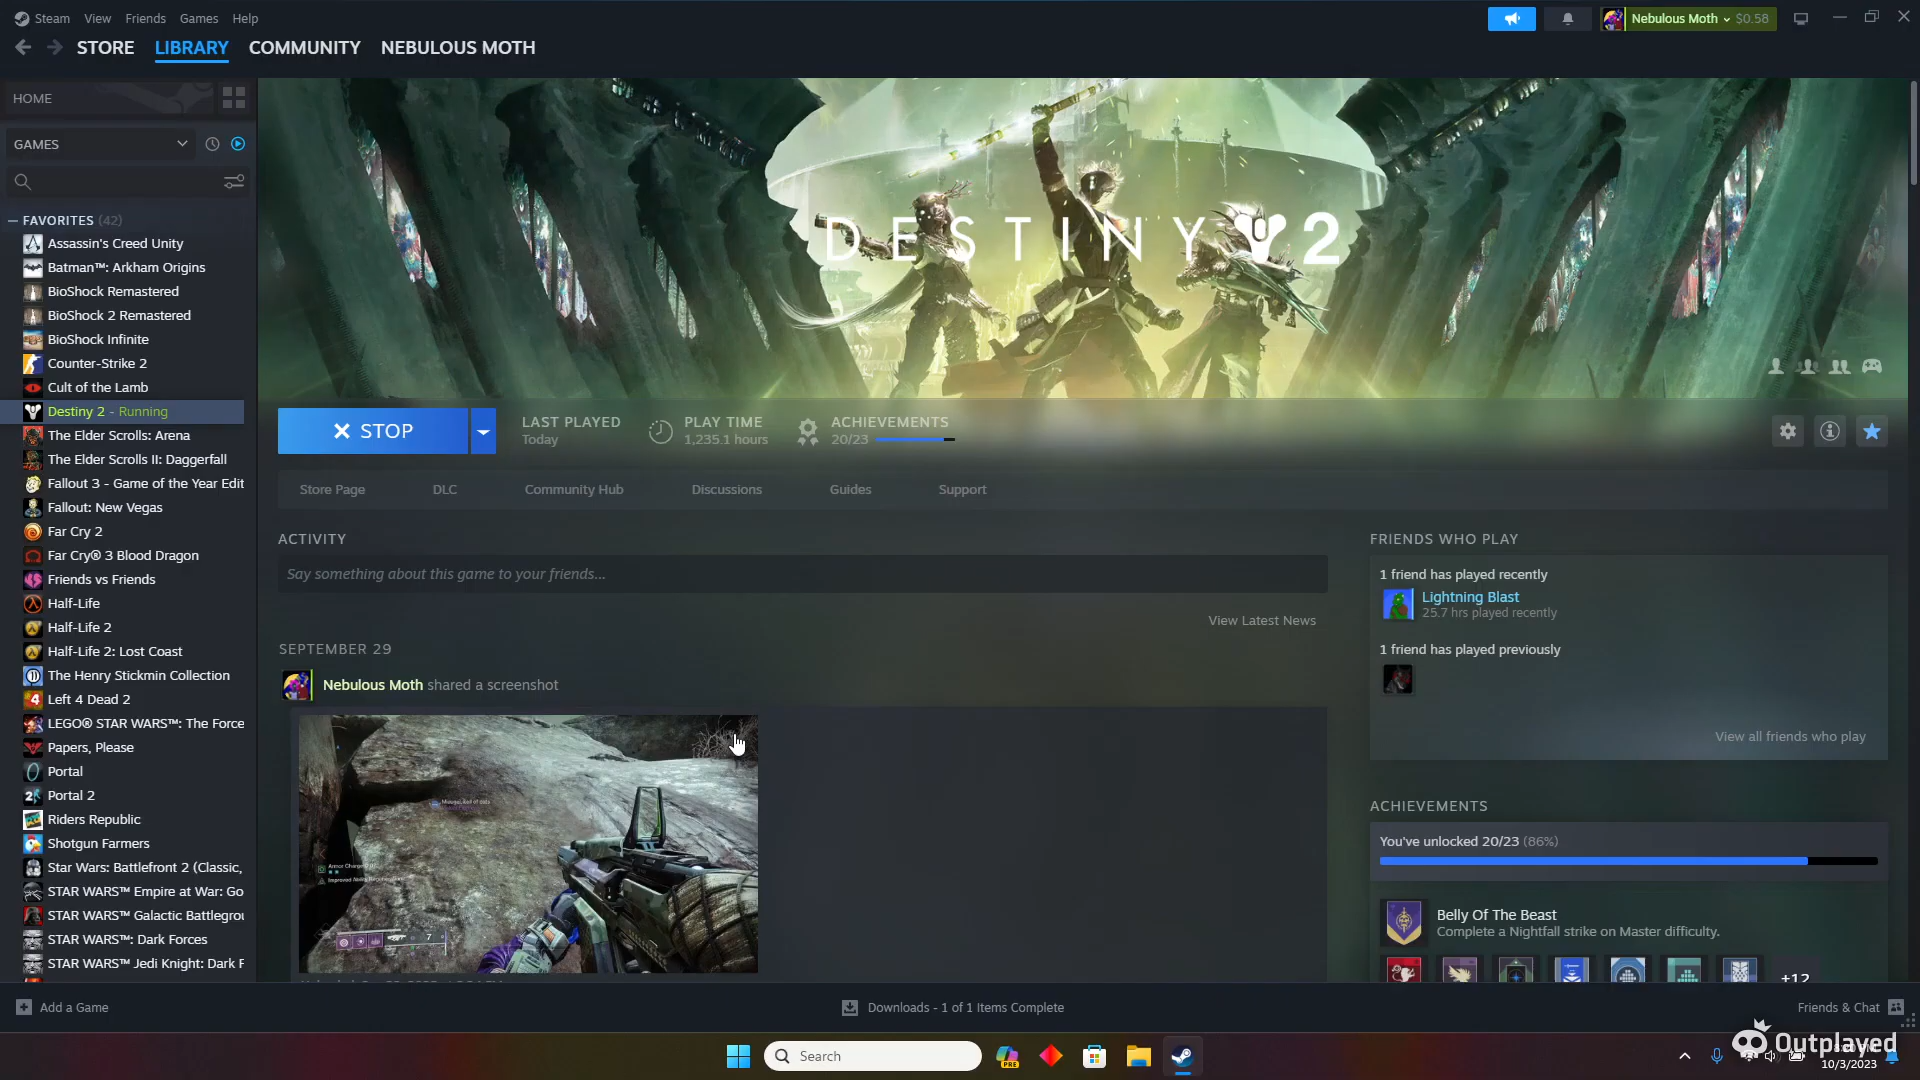 Steam View Friends Games Help
Nebulous Moth $0.58
STORE LIBRARY COMMUNITY NEBULOUS MOTH
HOME
GAMES
FAVORITES (42)
Assassin's Creed Unity
Batman™: Arkham Origins
BioShock Remastered
BioShock 2 Remastered
BioShock Infinite
Counter-Strike 2
Cult of the Lamb
Destiny 2 - Running
The Elder Scrolls: Arena
The Elder Scrolls II: Daggerfall
Fallout 3 - Game of the Year Edit
Fallout: New Vegas
Far Cry 2
Far Cry® 3 Blood Dragon
Friends vs Friends
Half-Life
Half-Life 2
Half-Life 2: Lost Coast
The Henry Stickmin Collection
Left 4 Dead 2
LEGO® STAR WARS™: The Force
Papers, Please
Portal
Portal 2
Riders Republic
Shotgun Farmers
Star Wars: Battlefront 2 (Classic,
STAR WARS™ Empire at War: Go
STAR WARS™ Galactic Battlegrou
STAR WARS™: Dark Forces
STAR WARS™ Jedi Knight: Dark F
DESTINY 2
STOP
LAST PLAYED
Today
PLAY TIME
1,235.1 hours
ACHIEVEMENTS
20/23
Store Page DLC Community Hub Discussions Guides Support
ACTIVITY
Say something about this game to your friends...
View Latest News
SEPTEMBER 29
Nebulous Moth shared a screenshot
7
FRIENDS WHO PLAY
1 friend has played recently
Lightning Blast
25.7 hrs played recently
1 friend has played previously
View all friends who play
ACHIEVEMENTS
You've unlocked 20/23 (86%)
Belly Of The Beast
Complete a Nightfall strike on Master difficulty.
+12
Add a Game
Downloads - 1 of 1 Items Complete
Friends & Chat
Search
PRE
Outplayed
10/3/2023